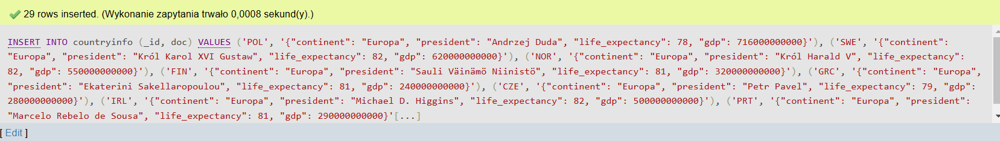 29 rows inserted. (Wykonanie zapytania trwało 0,0008 sekund(y).)
INSERT INTO countryinfo (_id, doc) VALUES ('POL', '{"continent": "Europa", "president": "Andrzej Duda", "life_expectancy": 78, "gdp": 716000000000}'), ('SWE', '{"continent":
"Europa", "president": "Król Karol XVI Gustaw", "life_expectancy": 82, "gdp": 620000000000}'), ('NOR', '{"continent": "Europa", "president": "Król Harald V", "life_expectancy":
82, "gdp": 550000000000}'), ('FIN', '{"continent": "Europa", "president": "Sauli Väinämö Niinistö", "life_expectancy": 81, "gdp": 320000000000}'), ('GRC', '{"continent": "Europa",
"president": "Ekaterini Sakellaropoulou", "life_expectancy": 81, "gdp": 240000000000}'), ('CZE', '{"continent": "Europa", "president": "Petr Pavel", "life_expectancy": 79, "gdp":
280000000000}'), ('IRL', '{"continent": "Europa", "president": "Michael D. Higgins", "life_expectancy": 82, "gdp": 500000000000}'), ('PRT', '{"continent": "Europa", "president":
"Marcelo Rebelo de Sousa", "life_expectancy": 81, "gdp": 290000000000}'[...]
[ Edit ]